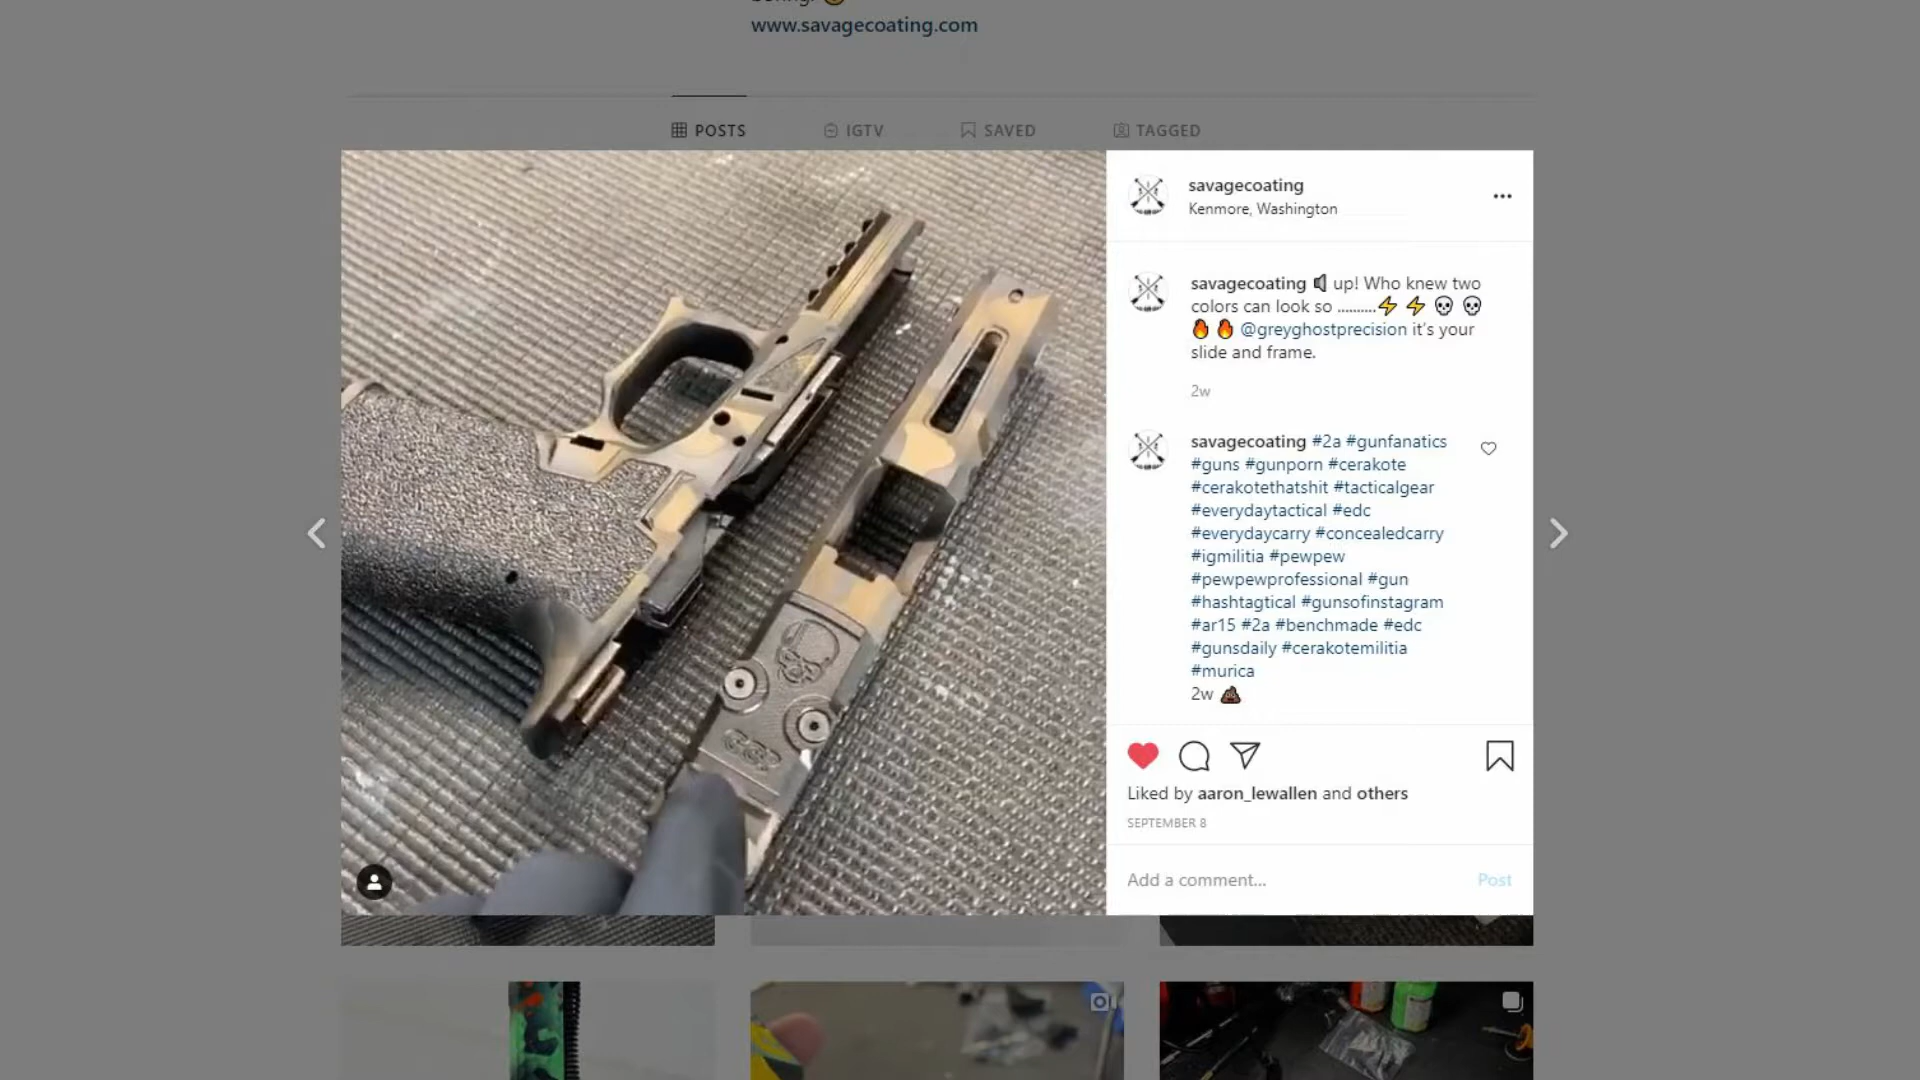 www.savagecoating.com
POSTS
IGTV
SAVED
TAGGED
savagecoating
Kenmore, Washington
savagecoating 🔈 up! Who knew two
colors can look so ..........⚡⚡💀💀
🔥🔥 @greyghostprecision it's your
slide and frame.
2w
savagecoating #2a #gunfanatics
#guns #gunporn #cerakote
#cerakotethatshit #tacticalgear
#everydaytactical #edc
#everydaycarry #concealedcarry
#igmilitia #pewpew
#pewpewprofessional #gun
#hashtagtical #gunsofinstagram
#ar15 #2a #benchmade #edc
#gunsdaily #cerakotemilitia
#murica
2w 💩
Liked by aaron_lewallen and others
SEPTEMBER 8
Add a comment...
Post
GGP